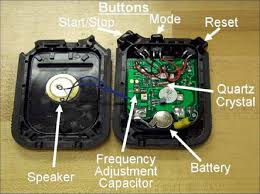 Buttons
Start/Stop
Mode
Reset
Quartz
Crystal
Speaker
Frequency
Adjustment
Capacitor
Battery